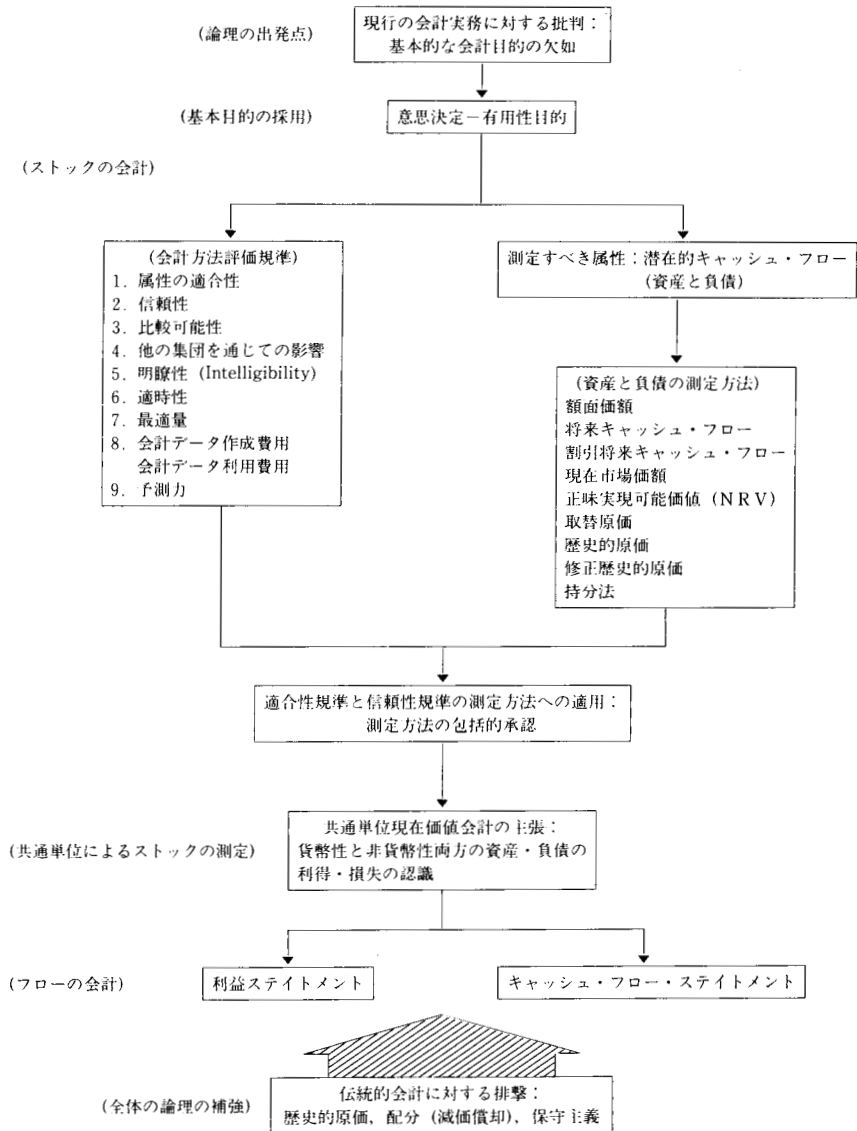 (論理の出発点)
現行の会計実務に対する批判：
基本的な会計目的の欠如
(基本目的の採用)
意思決定－有用性目的
(ストックの会計)
(会計方法評価規準)
1. 属性の適合性
2. 信頼性
3. 比較可能性
4. 他の集団を通じての影響
5. 明瞭性 (Intelligibility)
6. 適時性
7. 最適量
8. 会計データ作成費用
会計データ利用費用
9. 予測力
測定すべき属性：潜在的キャッシュ・フロー
(資産と負債)
(資産と負債の測定方法)
額面価額
将来キャッシュ・フロー
割引将来キャッシュ・フロー
現在市場価額
正味実現可能価値 (NRV)
取替原価
歴史的原価
修正歴史的原価
持分法
適合性規準と信頼性規準の測定方法への適用：
測定方法の包括的承認
(共通単位によるストックの測定)
共通単位現在価値会計の主張：
貨幣性と非貨幣性両方の資産・負債の
利得・損失の認識
(フローの会計)
利益ステイトメント
キャッシュ・フロー・ステイトメント
(全体の論理の補強)
伝統的会計に対する排撃：
歴史的原価，配分 (減価償却)，保守主義